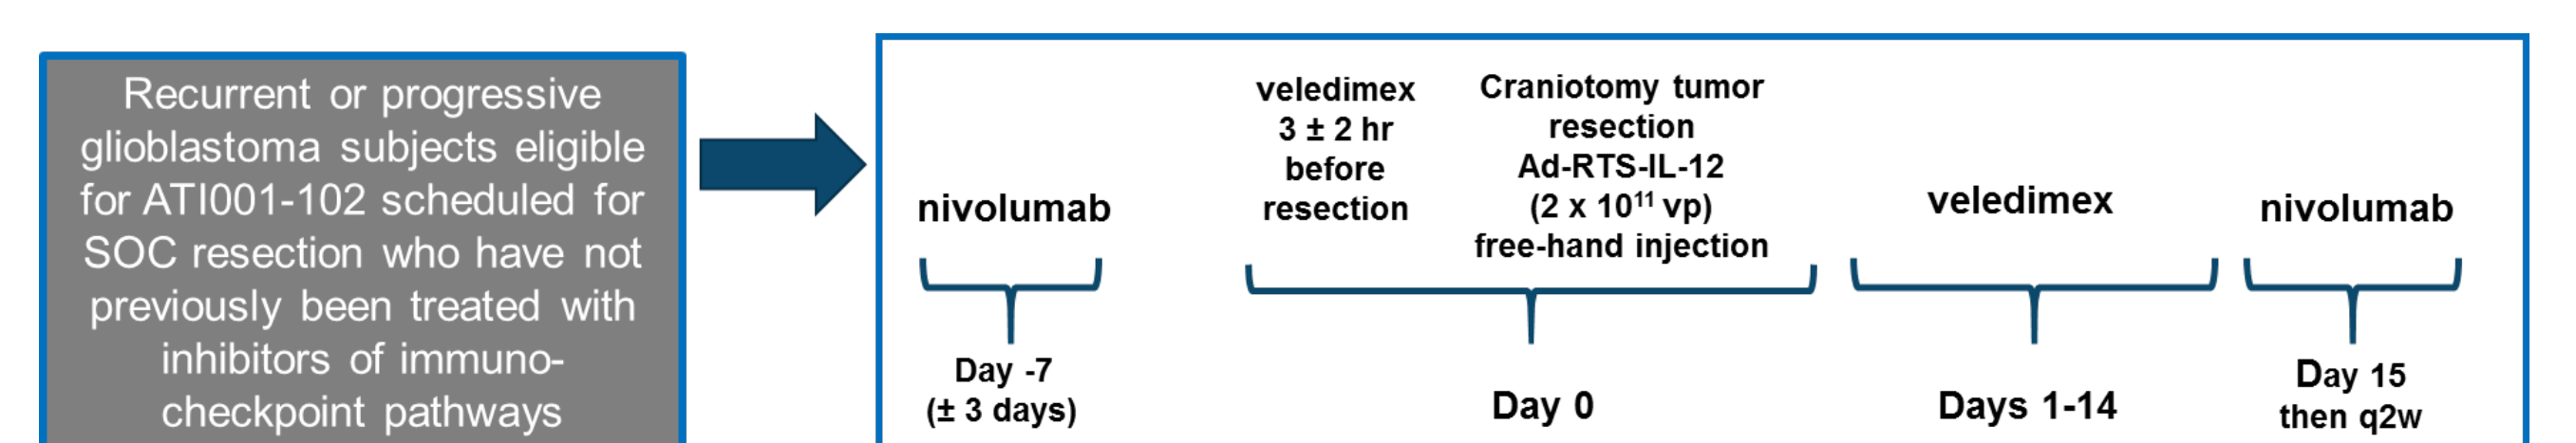 Recurrent or progressive
glioblastoma subjects eligible
for ATI001-102 scheduled for
SOC resection who have not
previously been treated with
inhibitors of immuno-
checkpoint pathways
nivolumab
Day -7
(± 3 days)
veledimex
3 ± 2 hr
before
resection
Craniotomy tumor
resection
Ad-RTS-IL-12
(2 x 10¹¹ vp)
free-hand injection
Day 0
veledimex
Days 1-14
nivolumab
Day 15
then q2w